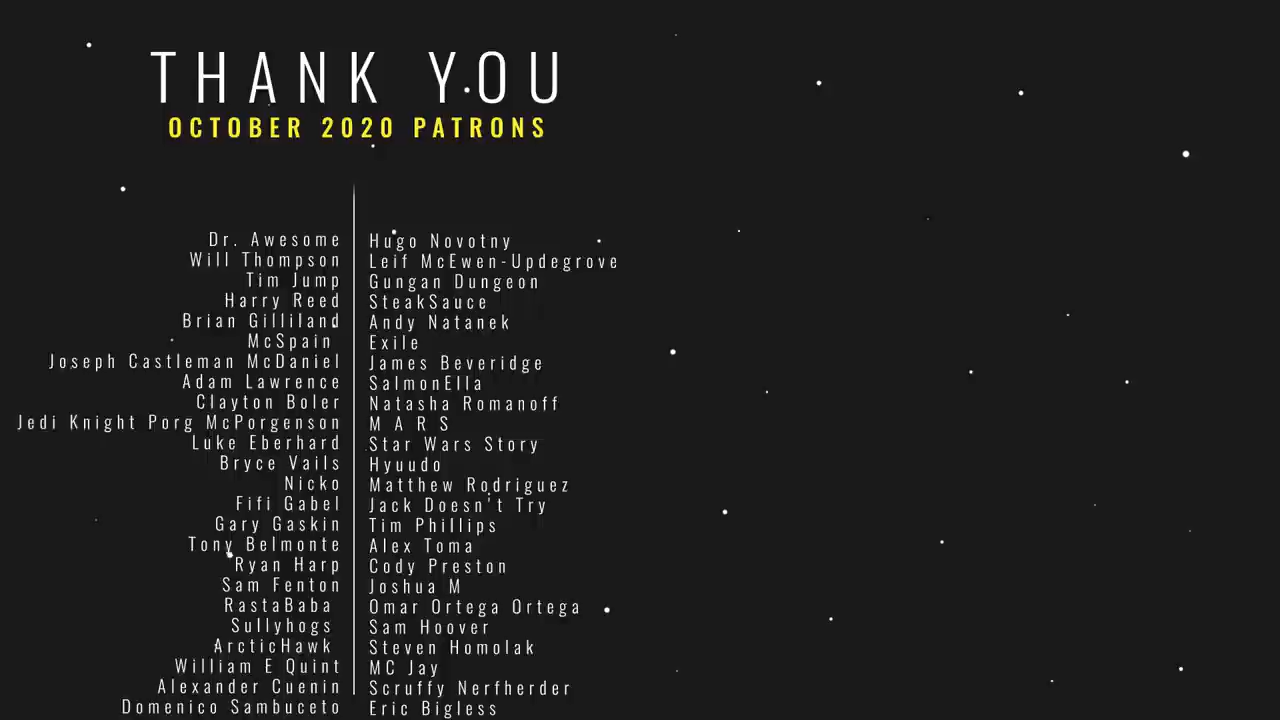 THANK YOU
OCTOBER 2020 PATRONS
Dr. Awesome
Will Thompson
Tim Jump
Harry Reed
Brian Gilliland
McSpain
Joseph Castleman McDaniel
Adam Lawrence
Clayton Boler
Jedi Knight Porg McPorgenson
Luke Eberhard
Bryce Vails
Nicko
Fifi Gabel
Gary Gaskin
Tony Belmonte
Ryan Harp
Sam Fenton
RastaBaba
Sullyhogs
ArcticHawk
William E Quint
Alexander Cuenin
Domenico Sambuceto
Hugo Novotny
Leif McEwen-Updegrove
Gungan Dungeon
SteakSauce
Andy Natanek
Exile
James Beveridge
SalmonElla
Natasha Romanoff
M A R S
Star Wars Story
Hyuudo
Matthew Rodriguez
Jack Doesn't Try
Tim Phillips
Alex Toma
Cody Preston
Joshua M
Omar Ortega Ortega
Sam Hoover
Steven Homolak
MC Jay
Scruffy Nerfherder
Eric Bigless